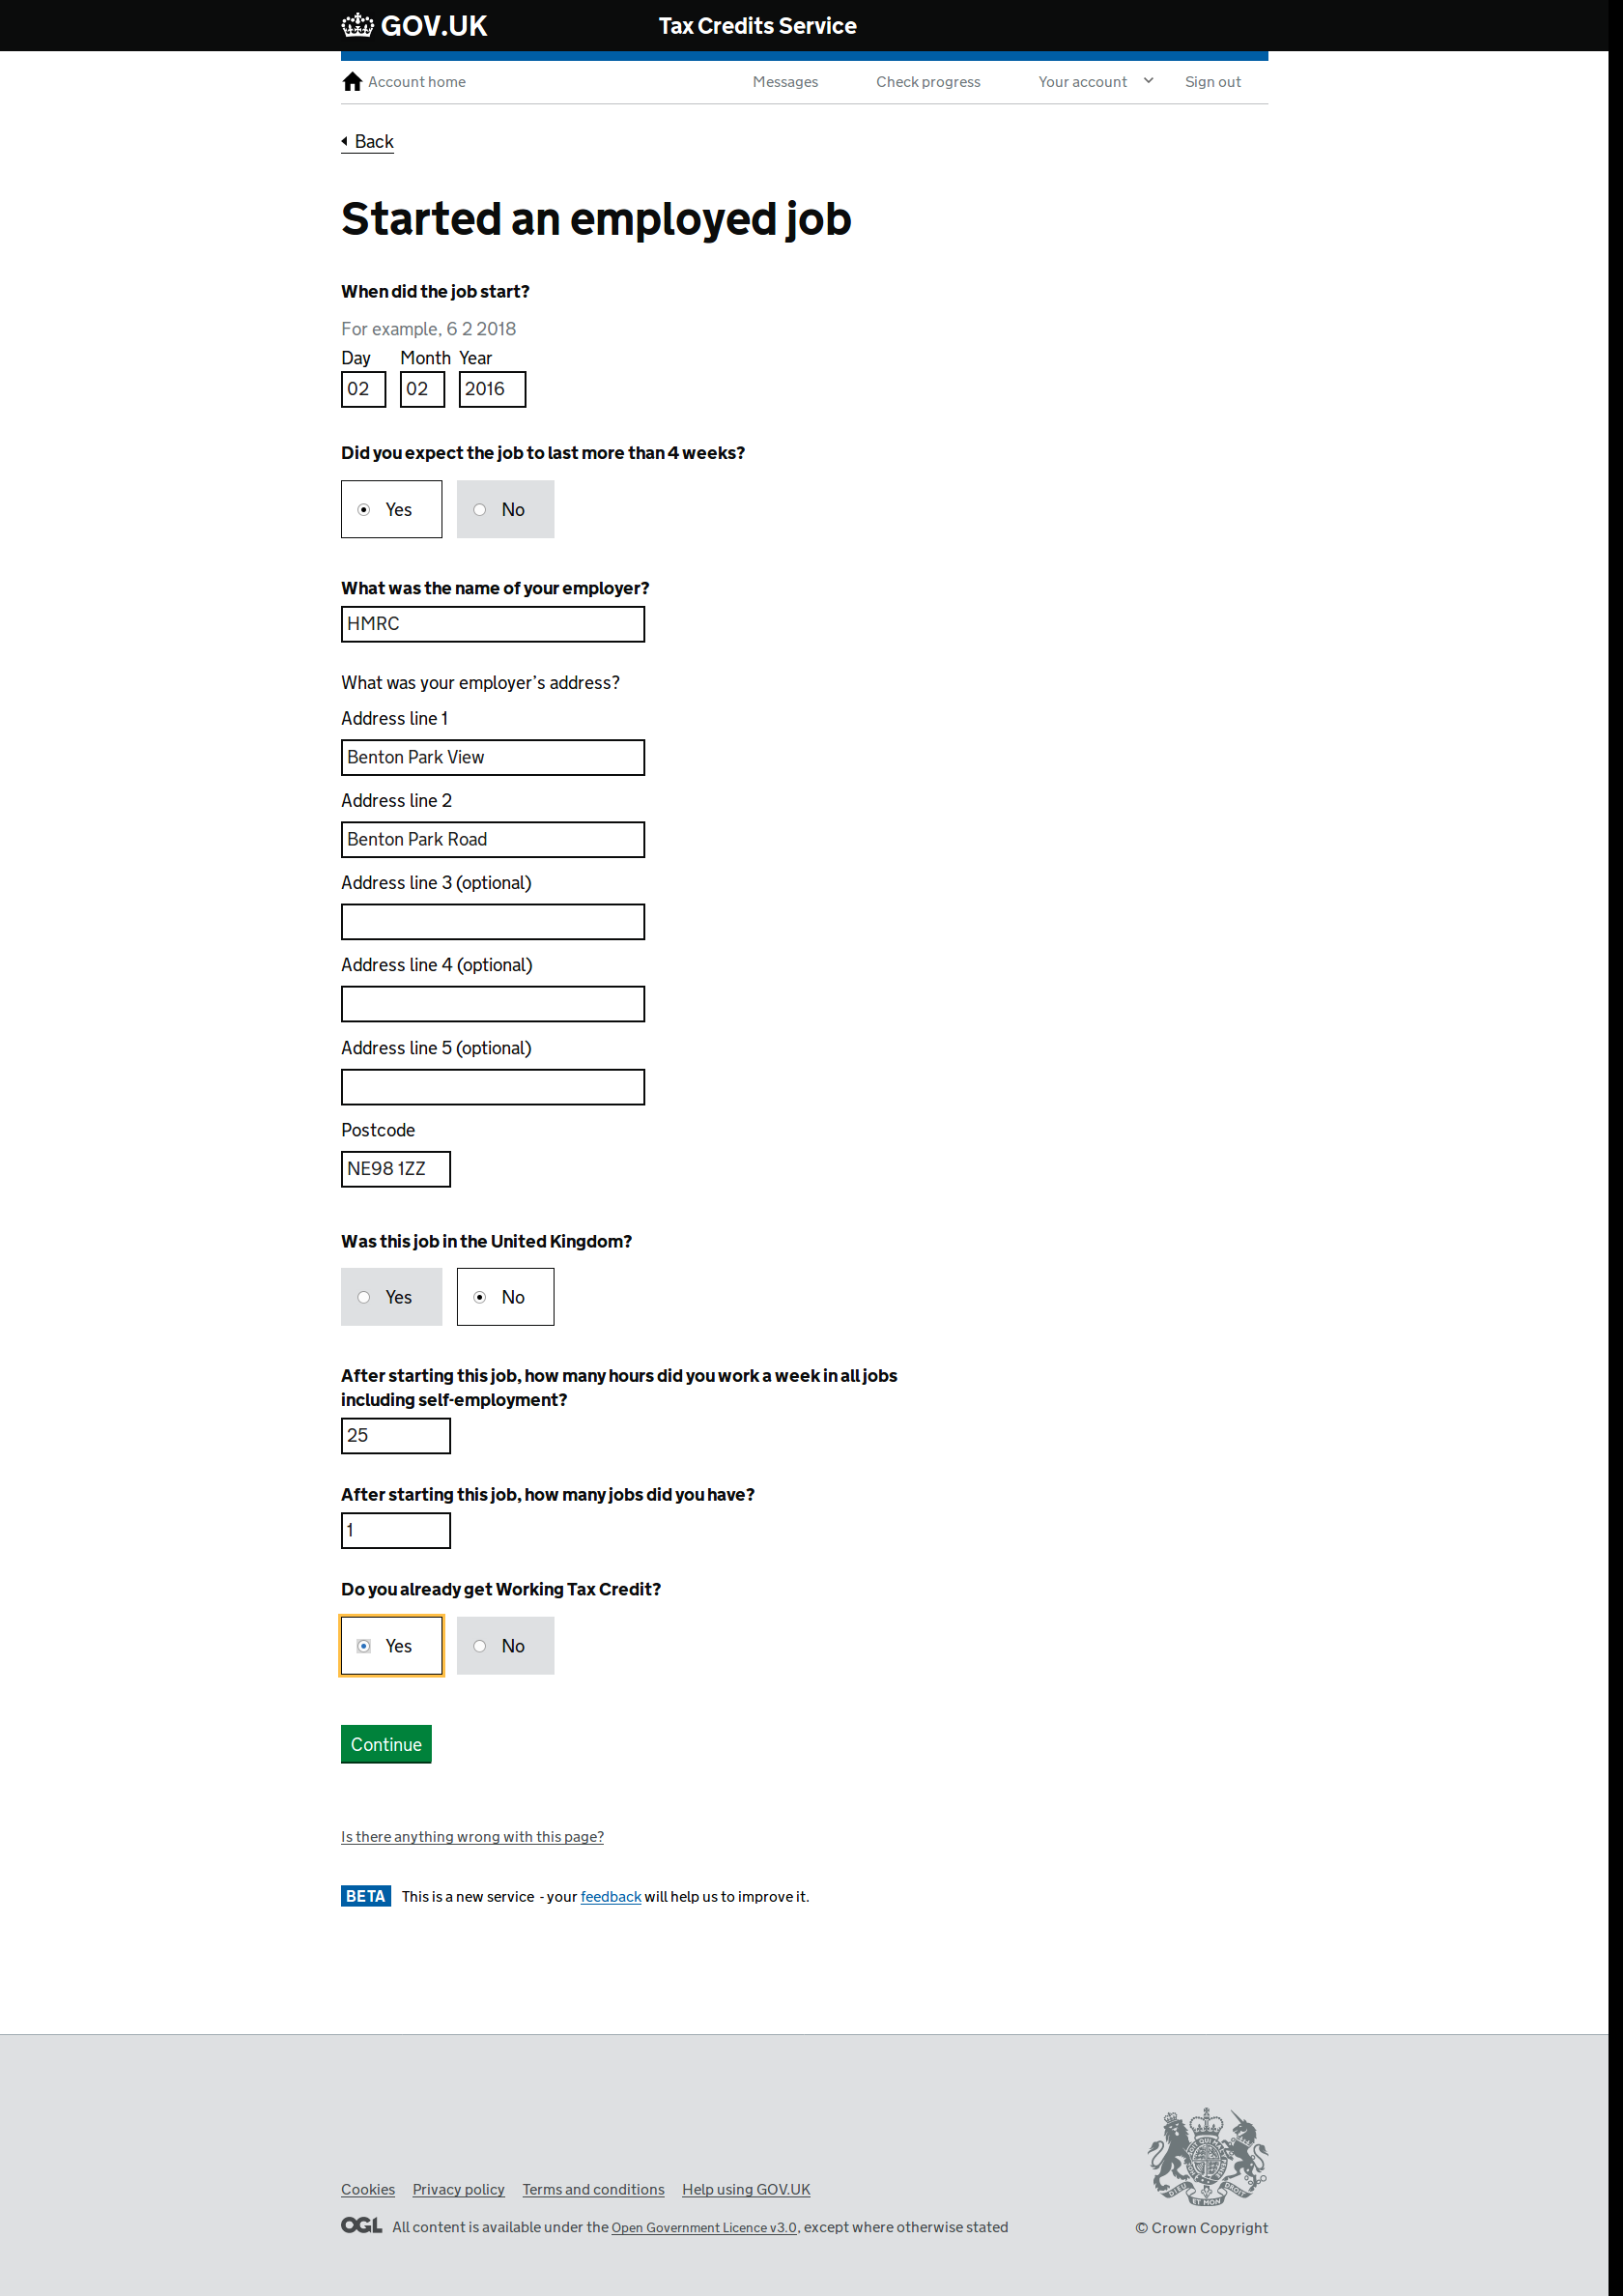 GOV.UK Tax Credits Service
Account home Messages Check progress Your account Sign out
Back
Started an employed job
When did the job start?
For example, 6 2 2018
Day Month Year
02 02 2016
Did you expect the job to last more than 4 weeks?
Yes No
What was the name of your employer?
HMRC
What was your employer’s address?
Address line 1
Benton Park View
Address line 2
Benton Park Road
Address line 3 (optional)
Address line 4 (optional)
Address line 5 (optional)
Postcode
NE98 1ZZ
Was this job in the United Kingdom?
Yes No
After starting this job, how many hours did you work a week in all jobs
including self-employment?
25
After starting this job, how many jobs did you have?
1
Do you already get Working Tax Credit?
Yes No
Continue
Is there anything wrong with this page?
BETA This is a new service - your feedback will help us to improve it.
Cookies Privacy policy Terms and conditions Help using GOV.UK
OGL All content is available under the Open Government Licence v3.0, except where otherwise stated
© Crown Copyright